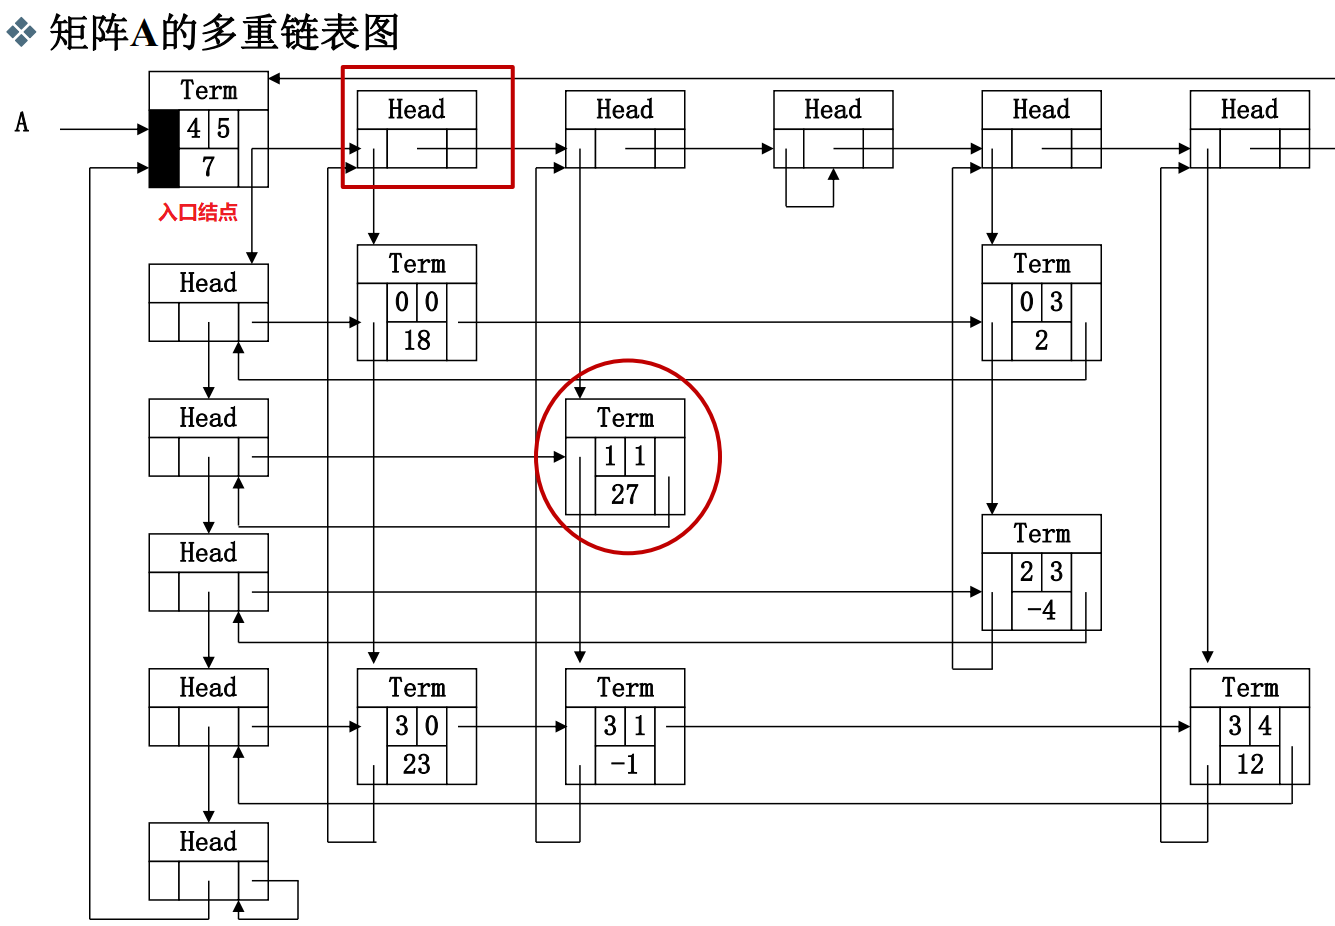 ❖ 矩阵A的多重链表图
Term
Head Head Head Head Head
A
4 5
7
入口结点
Head
Term Term
0 0 0 3
18 2
Head
Term
1 1
27
Head
Term
2 3
-4
Head
Term Term Term
3 0 3 1 3 4
23 -1 12
Head